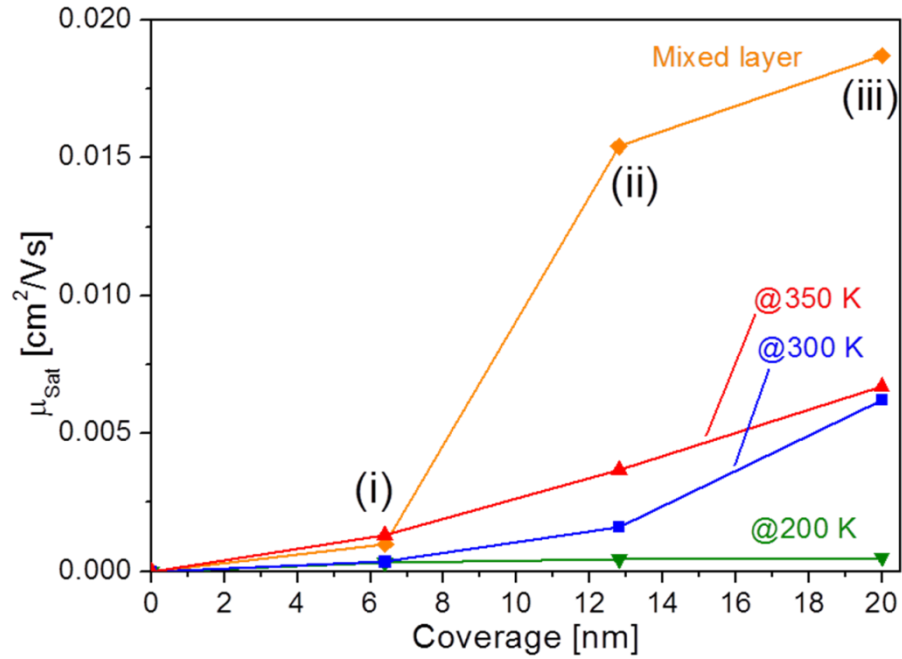 0.020
0.015
0.010
0.005
0.000
μSat [cm²/Vs]
Mixed layer
(iii)
(ii)
@350 K
@300 K
(i)
@200 K
0 2 4 6 8 10 12 14 16 18 20
Coverage [nm]